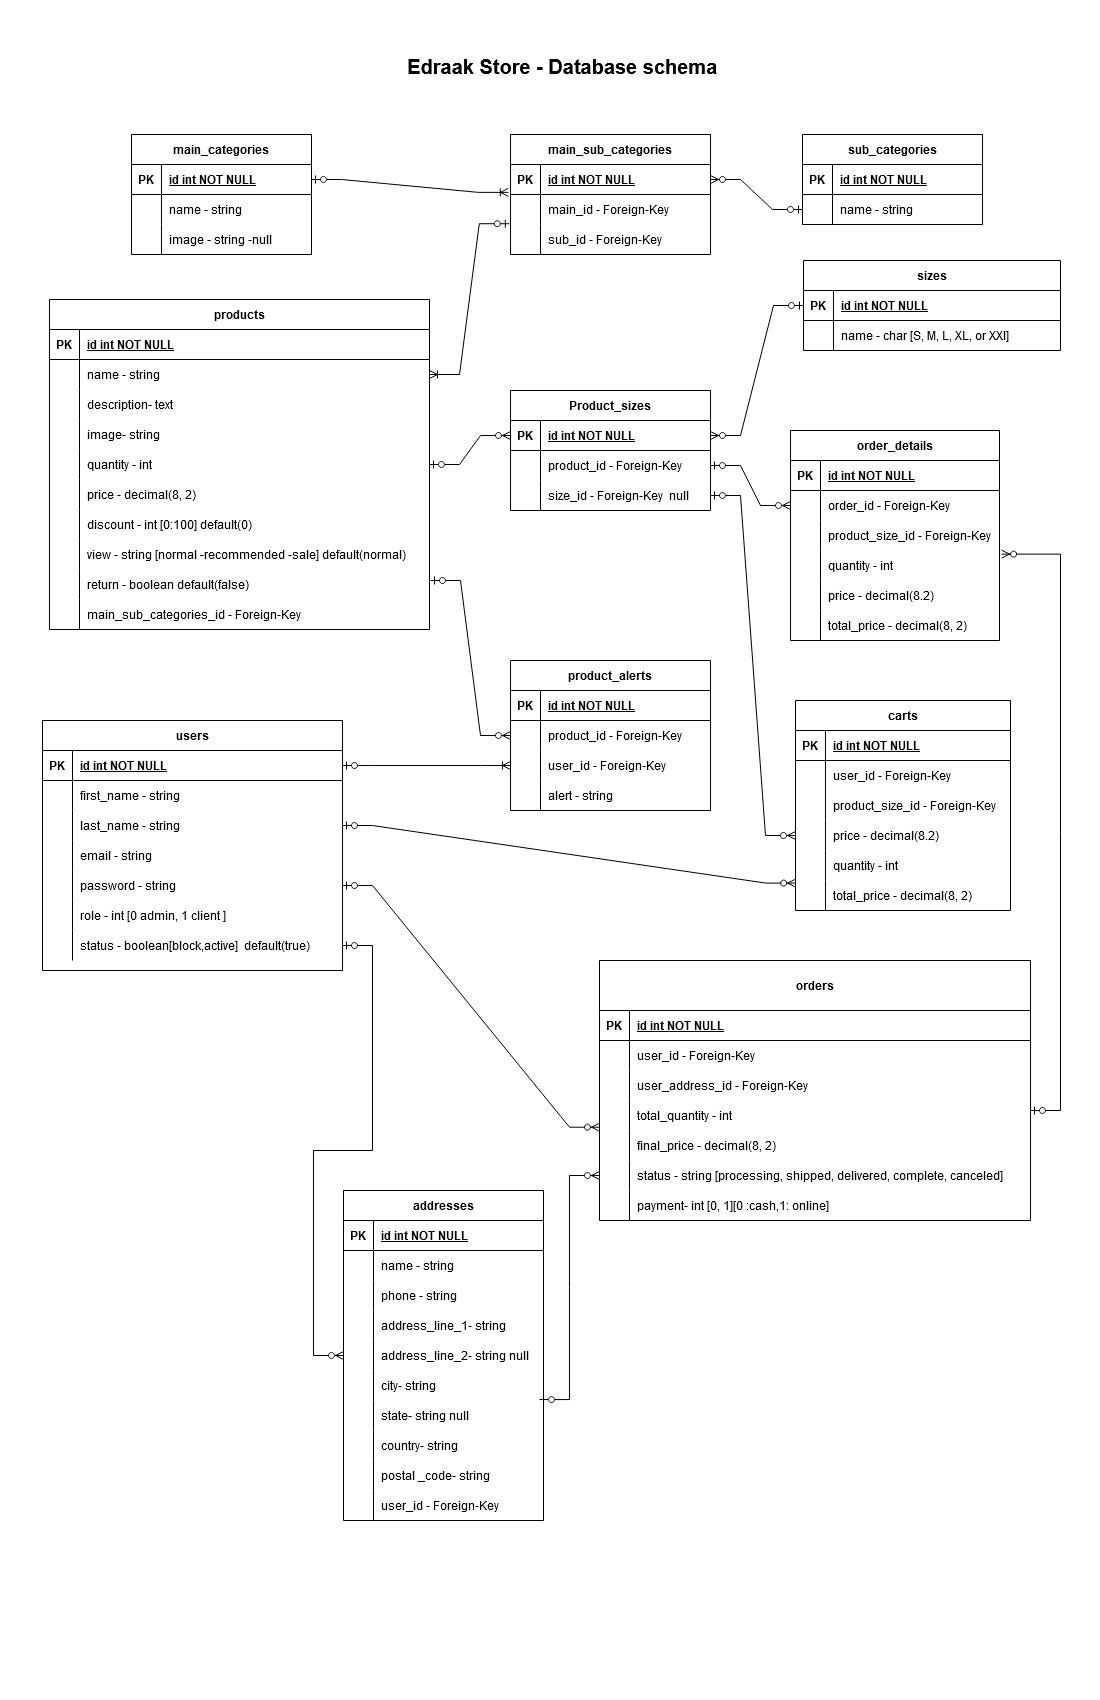 Edraak Store - Database schema
main_categories
PK id int NOT NULL
name - string
image - string -null
main_sub_categories
PK id int NOT NULL
main_id - Foreign-Key
sub_id - Foreign-Key
sub_categories
PK id int NOT NULL
name - string
sizes
PK id int NOT NULL
name - char [S, M, L, XL, or XXl]
products
PK id int NOT NULL
name - string
description- text
image- string
quantity - int
price - decimal(8, 2)
discount - int [0:100] default(0)
view - string [normal -recommended -sale] default(normal)
return - boolean default(false)
main_sub_categories_id - Foreign-Key
Product_sizes
PK id int NOT NULL
product_id - Foreign-Key
size_id - Foreign-Key  null
order_details
PK id int NOT NULL
order_id - Foreign-Key
product_size_id - Foreign-Key
quantity - int
price - decimal(8.2)
total_price - decimal(8, 2)
product_alerts
PK id int NOT NULL
product_id - Foreign-Key
user_id - Foreign-Key
alert - string
carts
PK id int NOT NULL
user_id - Foreign-Key
product_size_id - Foreign-Key
price - decimal(8.2)
quantity - int
total_price - decimal(8, 2)
users
PK id int NOT NULL
first_name - string
last_name - string
email - string
password - string
role - int [0 admin, 1 client ]
status - boolean[block,active]  default(true)
orders
PK id int NOT NULL
user_id - Foreign-Key
user_address_id - Foreign-Key
total_quantity - int
final_price - decimal(8, 2)
status - string [processing, shipped, delivered, complete, canceled]
payment- int [0, 1][0 :cash,1: online]
addresses
PK id int NOT NULL
name - string
phone - string
address_line_1- string
address_line_2- string null
city- string
state- string null
country- string
postal _code- string
user_id - Foreign-Key